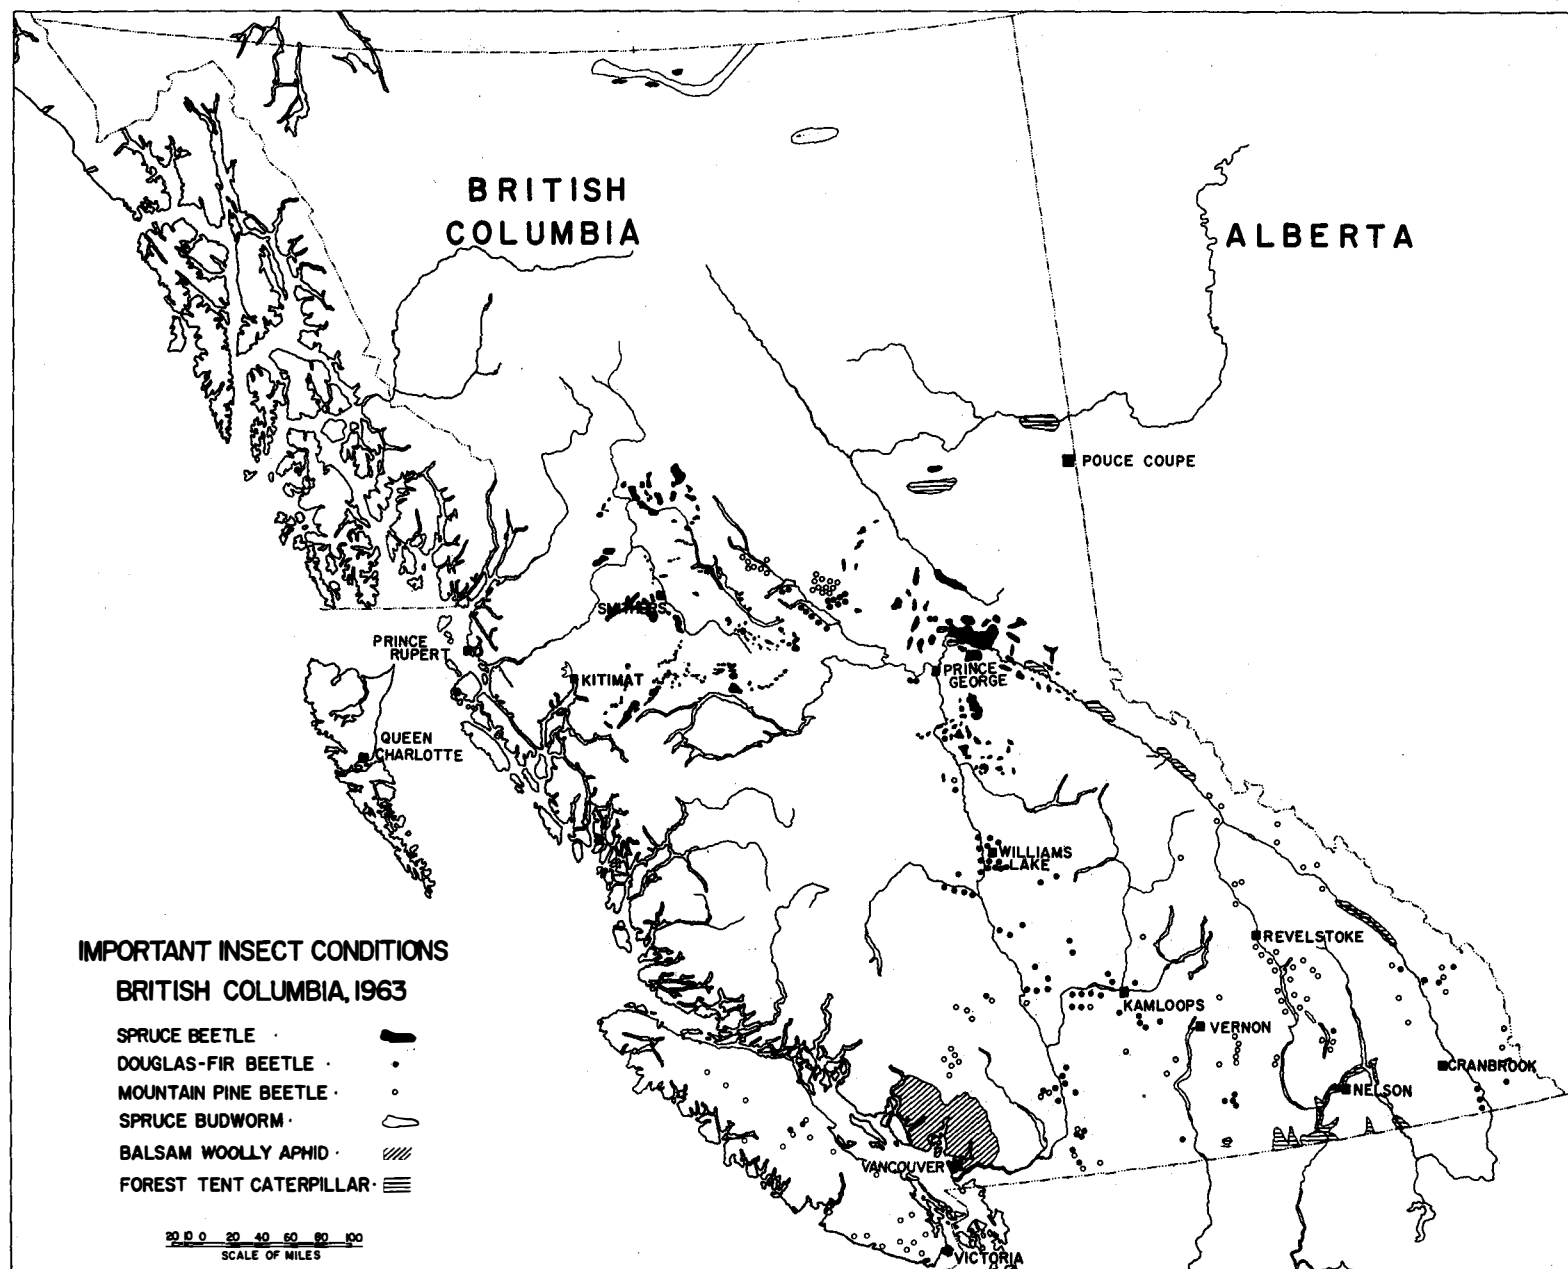 BRITISH
COLUMBIA
ALBERTA
POUCE COUPE
SMITHERS
PRINCE
RUPERT
KITIMAT
PRINCE
GEORGE
QUEEN
CHARLOTTE
WILLIAMS
LAKE
REVELSTOKE
KAMLOOPS
VERNON
CRANBROOK
NELSON
VANCOUVER
VICTORIA
IMPORTANT INSECT CONDITIONS
BRITISH COLUMBIA, 1963
SPRUCE BEETLE ·
DOUGLAS-FIR BEETLE ·
MOUNTAIN PINE BEETLE ·
SPRUCE BUDWORM ·
BALSAM WOOLLY APHID ·
FOREST TENT CATERPILLAR ·
20 10 0 20 40 60 80 100
SCALE OF MILES